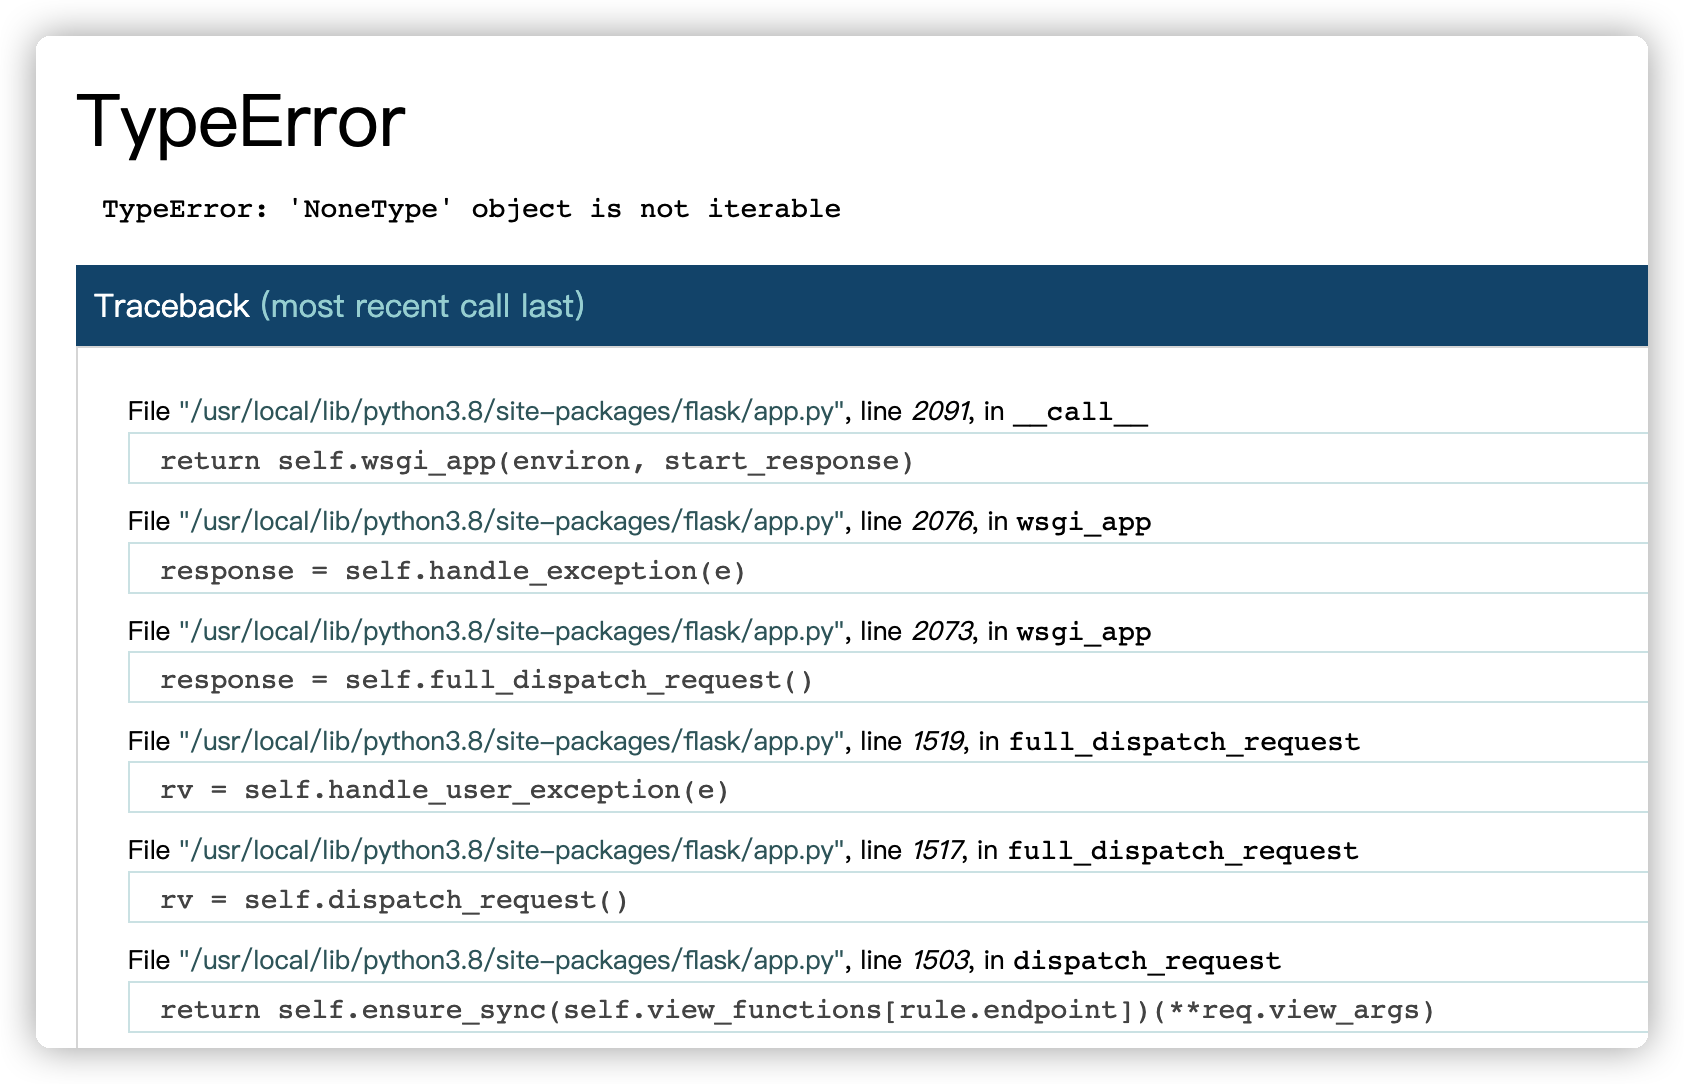 TypeError
TypeError: 'NoneType' object is not iterable
Traceback (most recent call last)
File "/usr/local/lib/python3.8/site-packages/flask/app.py", line 2091, in __call__
return self.wsgi_app(environ, start_response)
File "/usr/local/lib/python3.8/site-packages/flask/app.py", line 2076, in wsgi_app
response = self.handle_exception(e)
File "/usr/local/lib/python3.8/site-packages/flask/app.py", line 2073, in wsgi_app
response = self.full_dispatch_request()
File "/usr/local/lib/python3.8/site-packages/flask/app.py", line 1519, in full_dispatch_request
rv = self.handle_user_exception(e)
File "/usr/local/lib/python3.8/site-packages/flask/app.py", line 1517, in full_dispatch_request
rv = self.dispatch_request()
File "/usr/local/lib/python3.8/site-packages/flask/app.py", line 1503, in dispatch_request
return self.ensure_sync(self.view_functions[rule.endpoint])(**req.view_args)